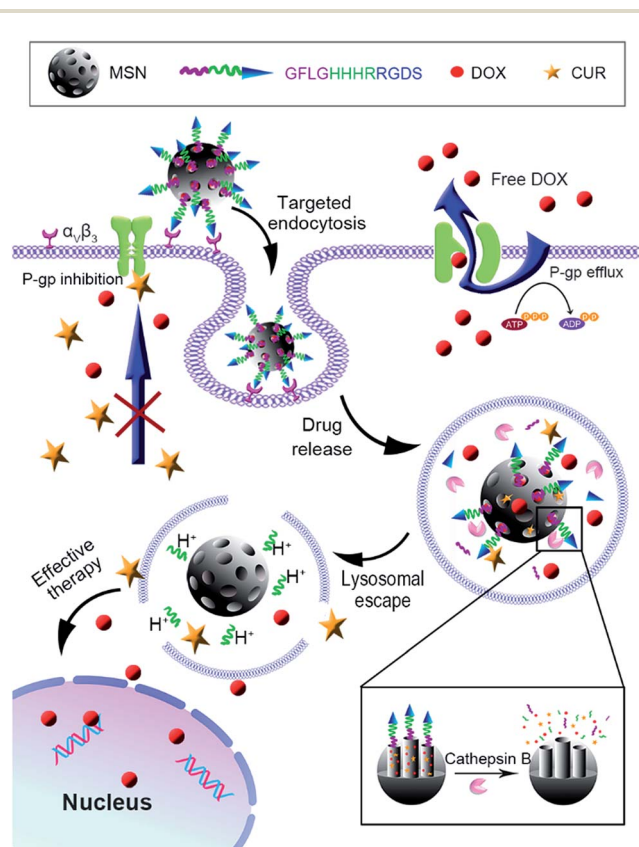 MSN
GFLGHHHRRGDS
DOX
CUR
Targeted
endocytosis
Free DOX
αVβ3
P-gp inhibition
P-gp efflux
P P P
ATP
P P
ADP
Drug
release
H+
H+
H+
H+
H+
Effective
therapy
Lysosomal
escape
Cathepsin B
Nucleus